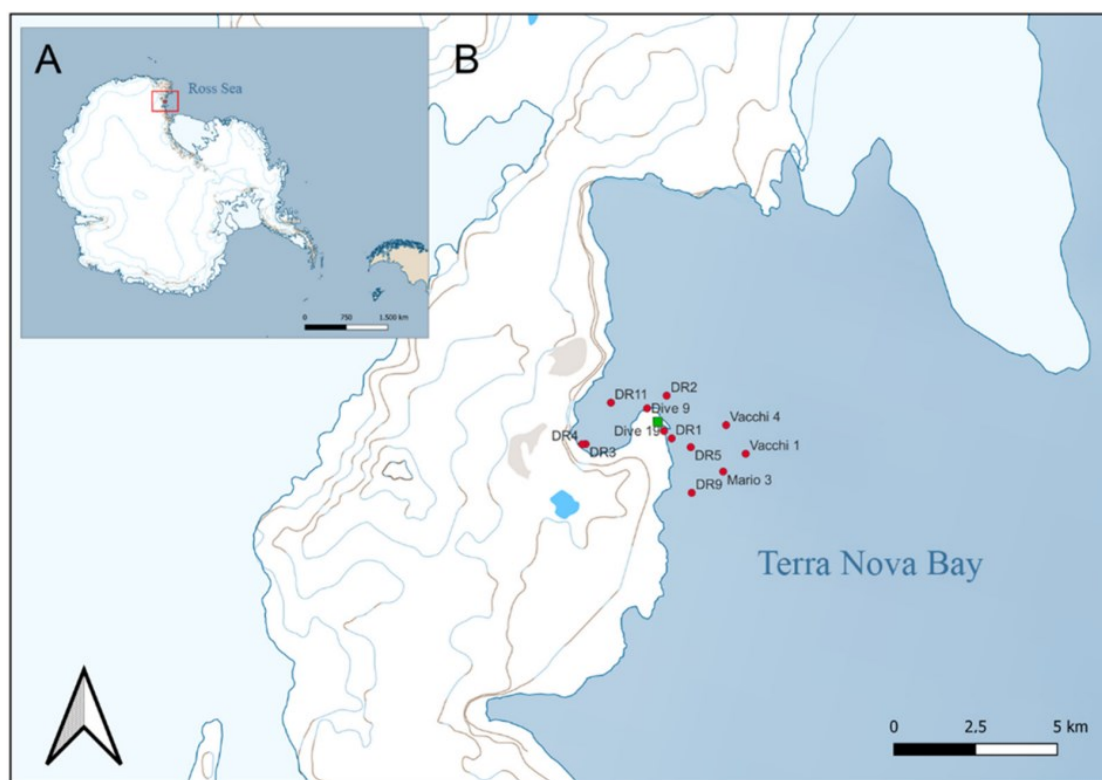 A
B
Ross Sea
0 750 1.500 km
DR2
DR11
Dive 9
Vacchi 4
Dive 19
DR1
DR4
DR3
DR5
Vacchi 1
Mario 3
DR9
Terra Nova Bay
0 2.5 5 km